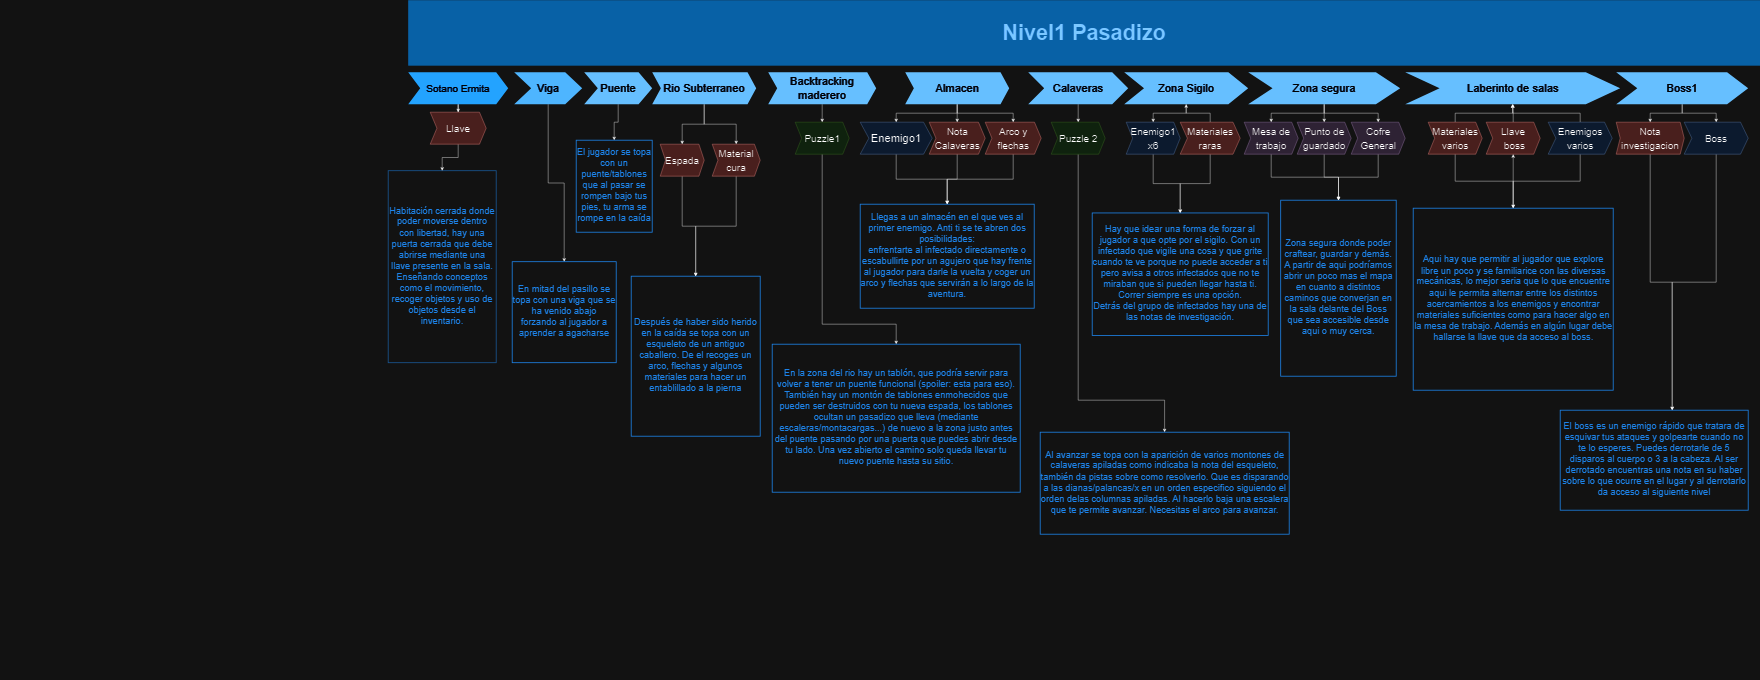 Nivel1 Pasadizo
Sotano Ermita
Viga
Puente
Rio Subterraneo
Backtracking
maderero
Almacen
Calaveras
Zona Sigilo
Zona segura
Laberinto de salas
Boss1
Llave
Espada
Material
cura
Puzzle1
Enemigo1
Nota
Calaveras
Arco y
flechas
Puzzle 2
Enemigo1
x6
Materiales
raras
Mesa de
trabajo
Punto de
guardado
Cofre
General
Materiales
varios
Llave
boss
Enemigos
varios
Nota
investigacion
Boss
Habitación cerrada donde
poder moverse dentro
con libertad, hay una
puerta cerrada que debe
abrirse mediante una
llave presente en la sala.
Enseñando conceptos
como el movimiento,
recoger objetos y uso de
objetos desde el
inventario.
En mitad del pasillo se
topa con una viga que se
ha venido abajo
forzando al jugador a
aprender a agacharse
El jugador se topa
con un
puente/tablones
que al pasar se
rompen bajo tus
pies, tu arma se
rompe en la caída
Después de haber sido herido
en la caída se topa con un
esqueleto de un antiguo
caballero. De el recoges un
arco, flechas y algunos
materiales para hacer un
entablillado a la pierna
En la zona del rio hay un tablón, que podría servir para
volver a tener un puente funcional (spoiler: esta para eso).
También hay un montón de tablones enmohecidos que
pueden ser destruidos con tu nueva espada, los tablones
ocultan un pasadizo que lleva (mediante
escaleras/montacargas...) de nuevo a la zona justo antes
del puente pasando por una puerta que puedes abrir desde
tu lado. Una vez abierto el camino solo queda llevar tu
nuevo puente hasta su sitio.
Llegas a un almacén en el que ves al
primer enemigo. Anti ti se te abren dos
posibilidades:
enfrentarte al infectado directamente o
escabullirte por un agujero que hay frente
al jugador para darle la vuelta y coger un
arco y flechas que servirán a lo largo de la
aventura.
Al avanzar se topa con la aparición de varios montones de
calaveras apiladas como indicaba la nota del esqueleto,
también da pistas sobre como resolverlo. Que es disparando
a las dianas/palancas/x en un orden especifico siguiendo el
orden delas columnas apiladas. Al hacerlo baja una escalera
que te permite avanzar. Necesitas el arco para avanzar.
Hay que idear una forma de forzar al
jugador a que opte por el sigilo. Con un
infectado que vigile una cosa y que grite
cuando te ve porque no puede acceder a ti
pero avisa a otros infectados que no te
miraban que si pueden llegar hasta ti.
Correr siempre es una opción.
Detrás del grupo de infectados hay una de
las notas de investigación.
Zona segura donde poder
craftear, guardar y demás.
A partir de aqui podríamos
abrir un poco mas el mapa
en cuanto a distintos
caminos que converjan en
la sala delante del Boss
que sea accesible desde
aqui o muy cerca.
Aqui hay que permitir al jugador que explore
libre un poco y se familiarice con las diversas
mecánicas, lo mejor seria que lo que encuentre
aqui le permita alternar entre los distintos
acercamientos a los enemigos y encontrar
materiales suficientes como para hacer algo en
la mesa de trabajo. Además en algún lugar debe
hallarse la llave que da acceso al boss.
El boss es un enemigo rápido que tratara de
esquivar tus ataques y golpearte cuando no
te lo esperes. Puedes derrotarle de 5
disparos al cuerpo o 3 a la cabeza. Al ser
derrotado encuentras una nota en su haber
sobre lo que ocurre en el lugar y al derrotarlo
da acceso al siguiente nivel